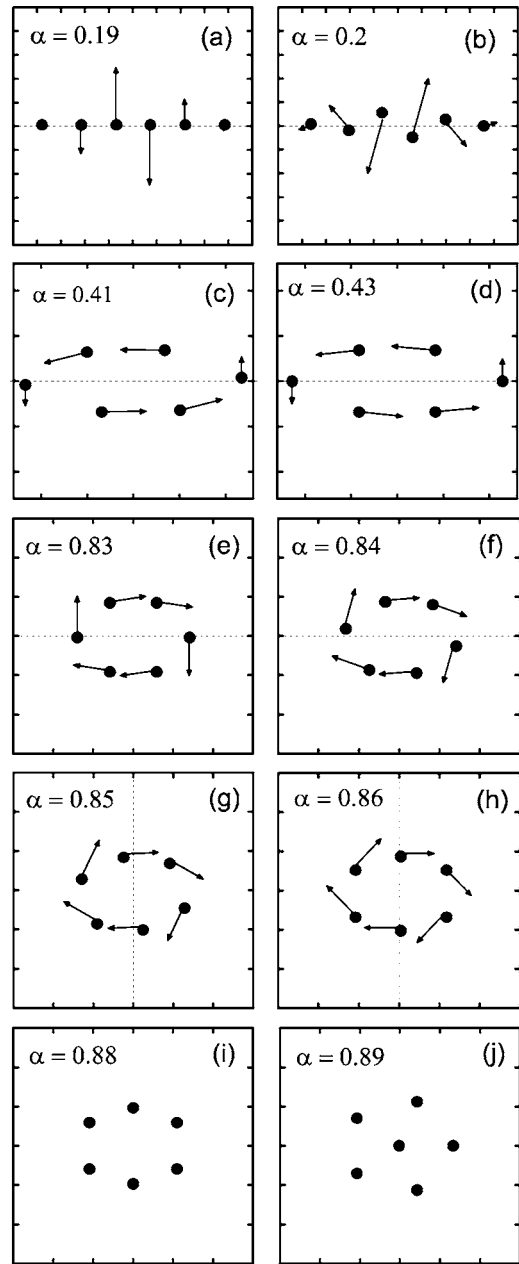 α = 0.19 (a)
α = 0.2 (b)
α = 0.41 (c)
α = 0.43 (d)
α = 0.83 (e)
α = 0.84 (f)
α = 0.85 (g)
α = 0.86 (h)
α = 0.88 (i)
α = 0.89 (j)